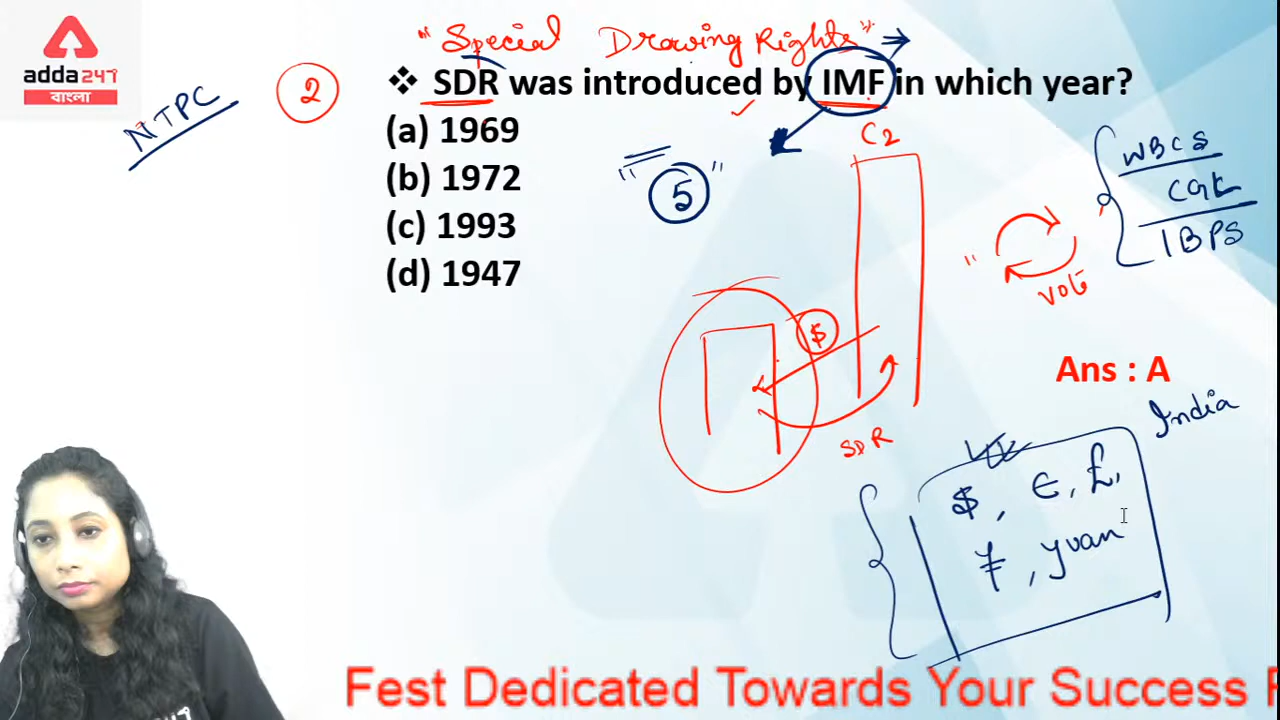 adda247
বাংলা
NTPC
2
"Special Drawing Rights"
❖ SDR was introduced by IMF in which year?
(a) 1969
(b) 1972
(c) 1993
(d) 1947
"5"
C2
WBCS
CGL
IBPS
VOTE
$
SDR
Ans : A
India
$, €, £,
¥, yuan
Fest Dedicated Towards Your Success F